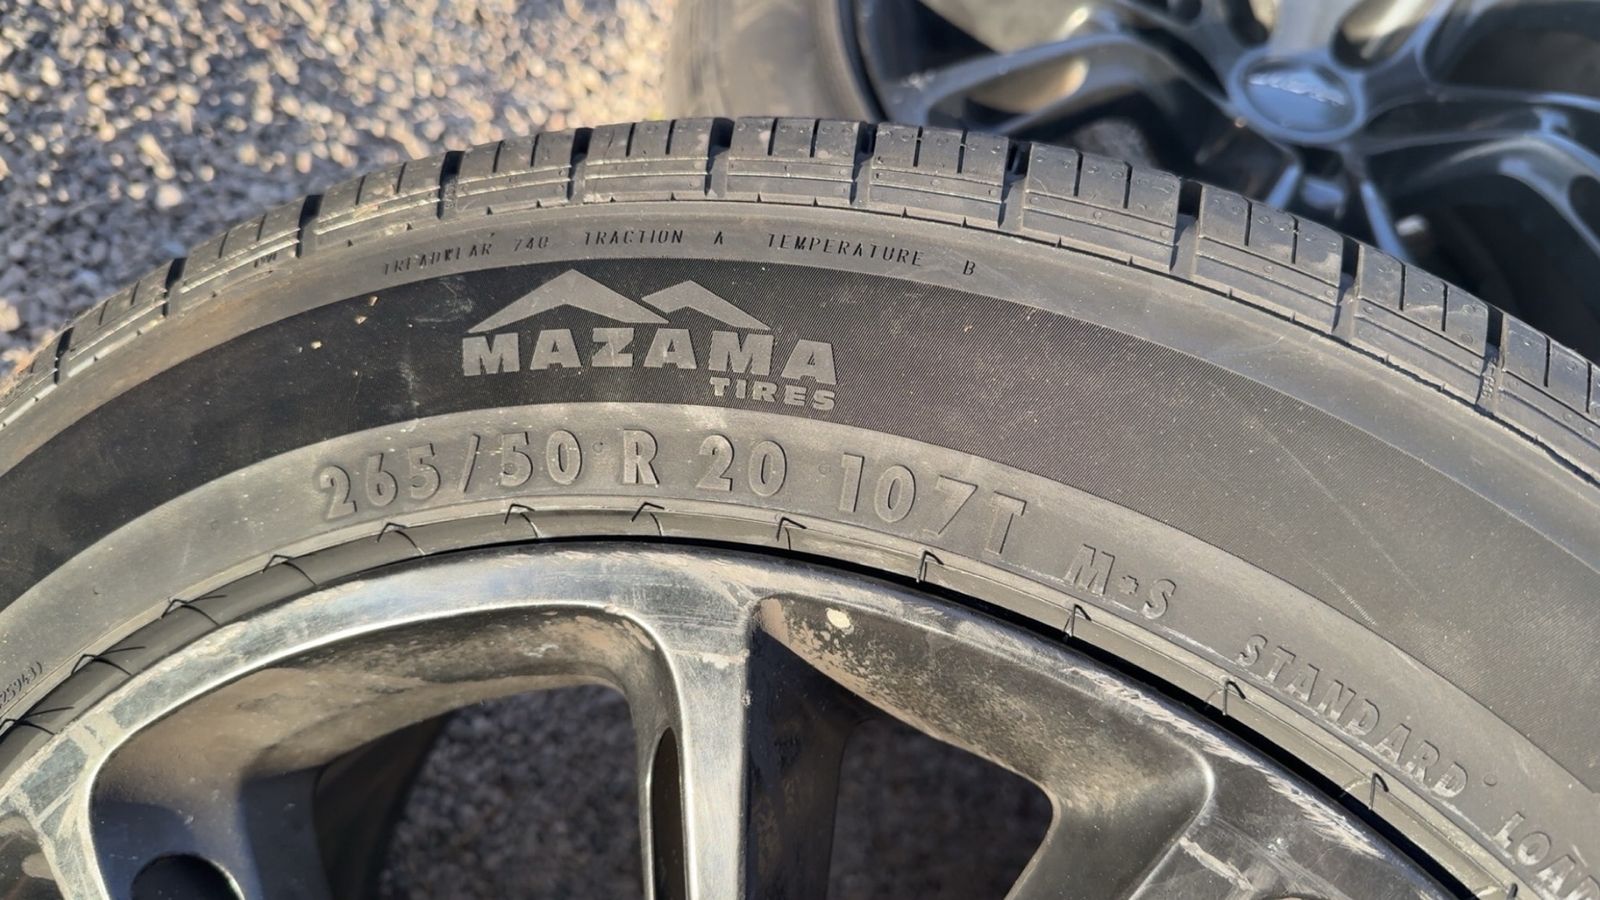 TREADWEAR 740 TRACTION A TEMPERATURE B
MAZAMA
TIRES
265/50 R 20 107T M+S STANDARD LOAD